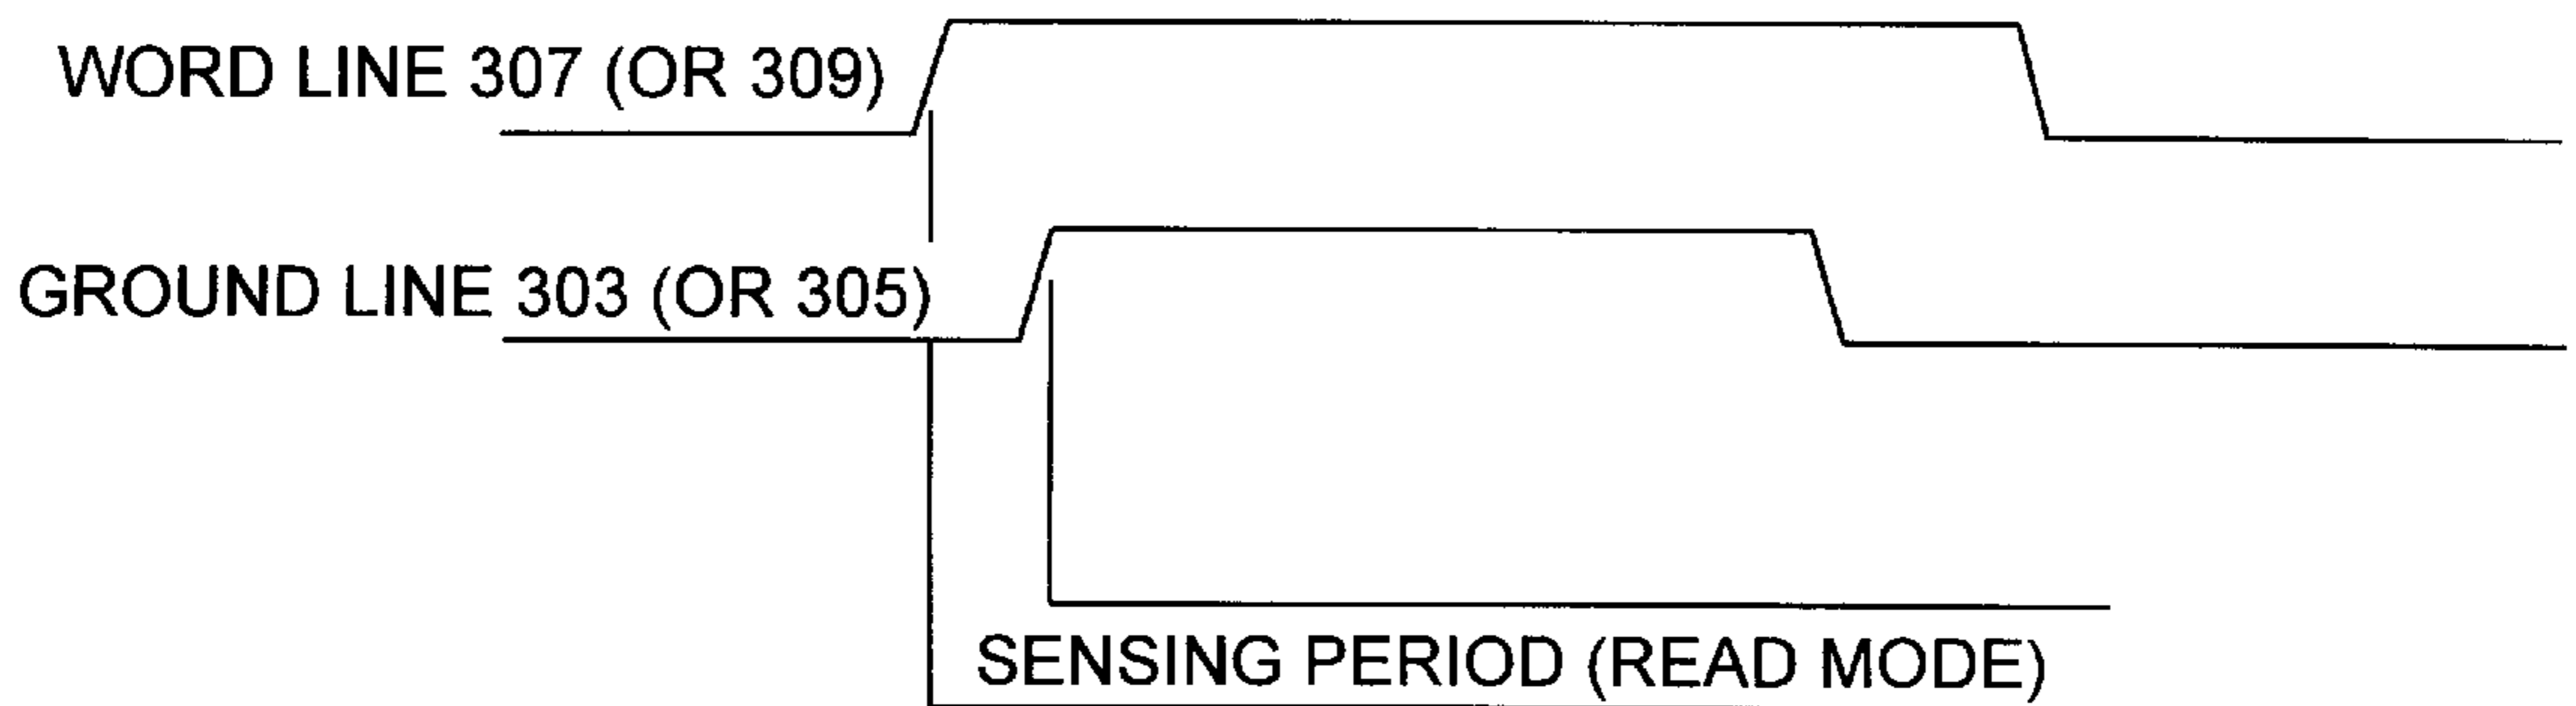 WORD LINE 307 (OR 309)
GROUND LINE 303 (OR 305)
SENSING PERIOD (READ MODE)